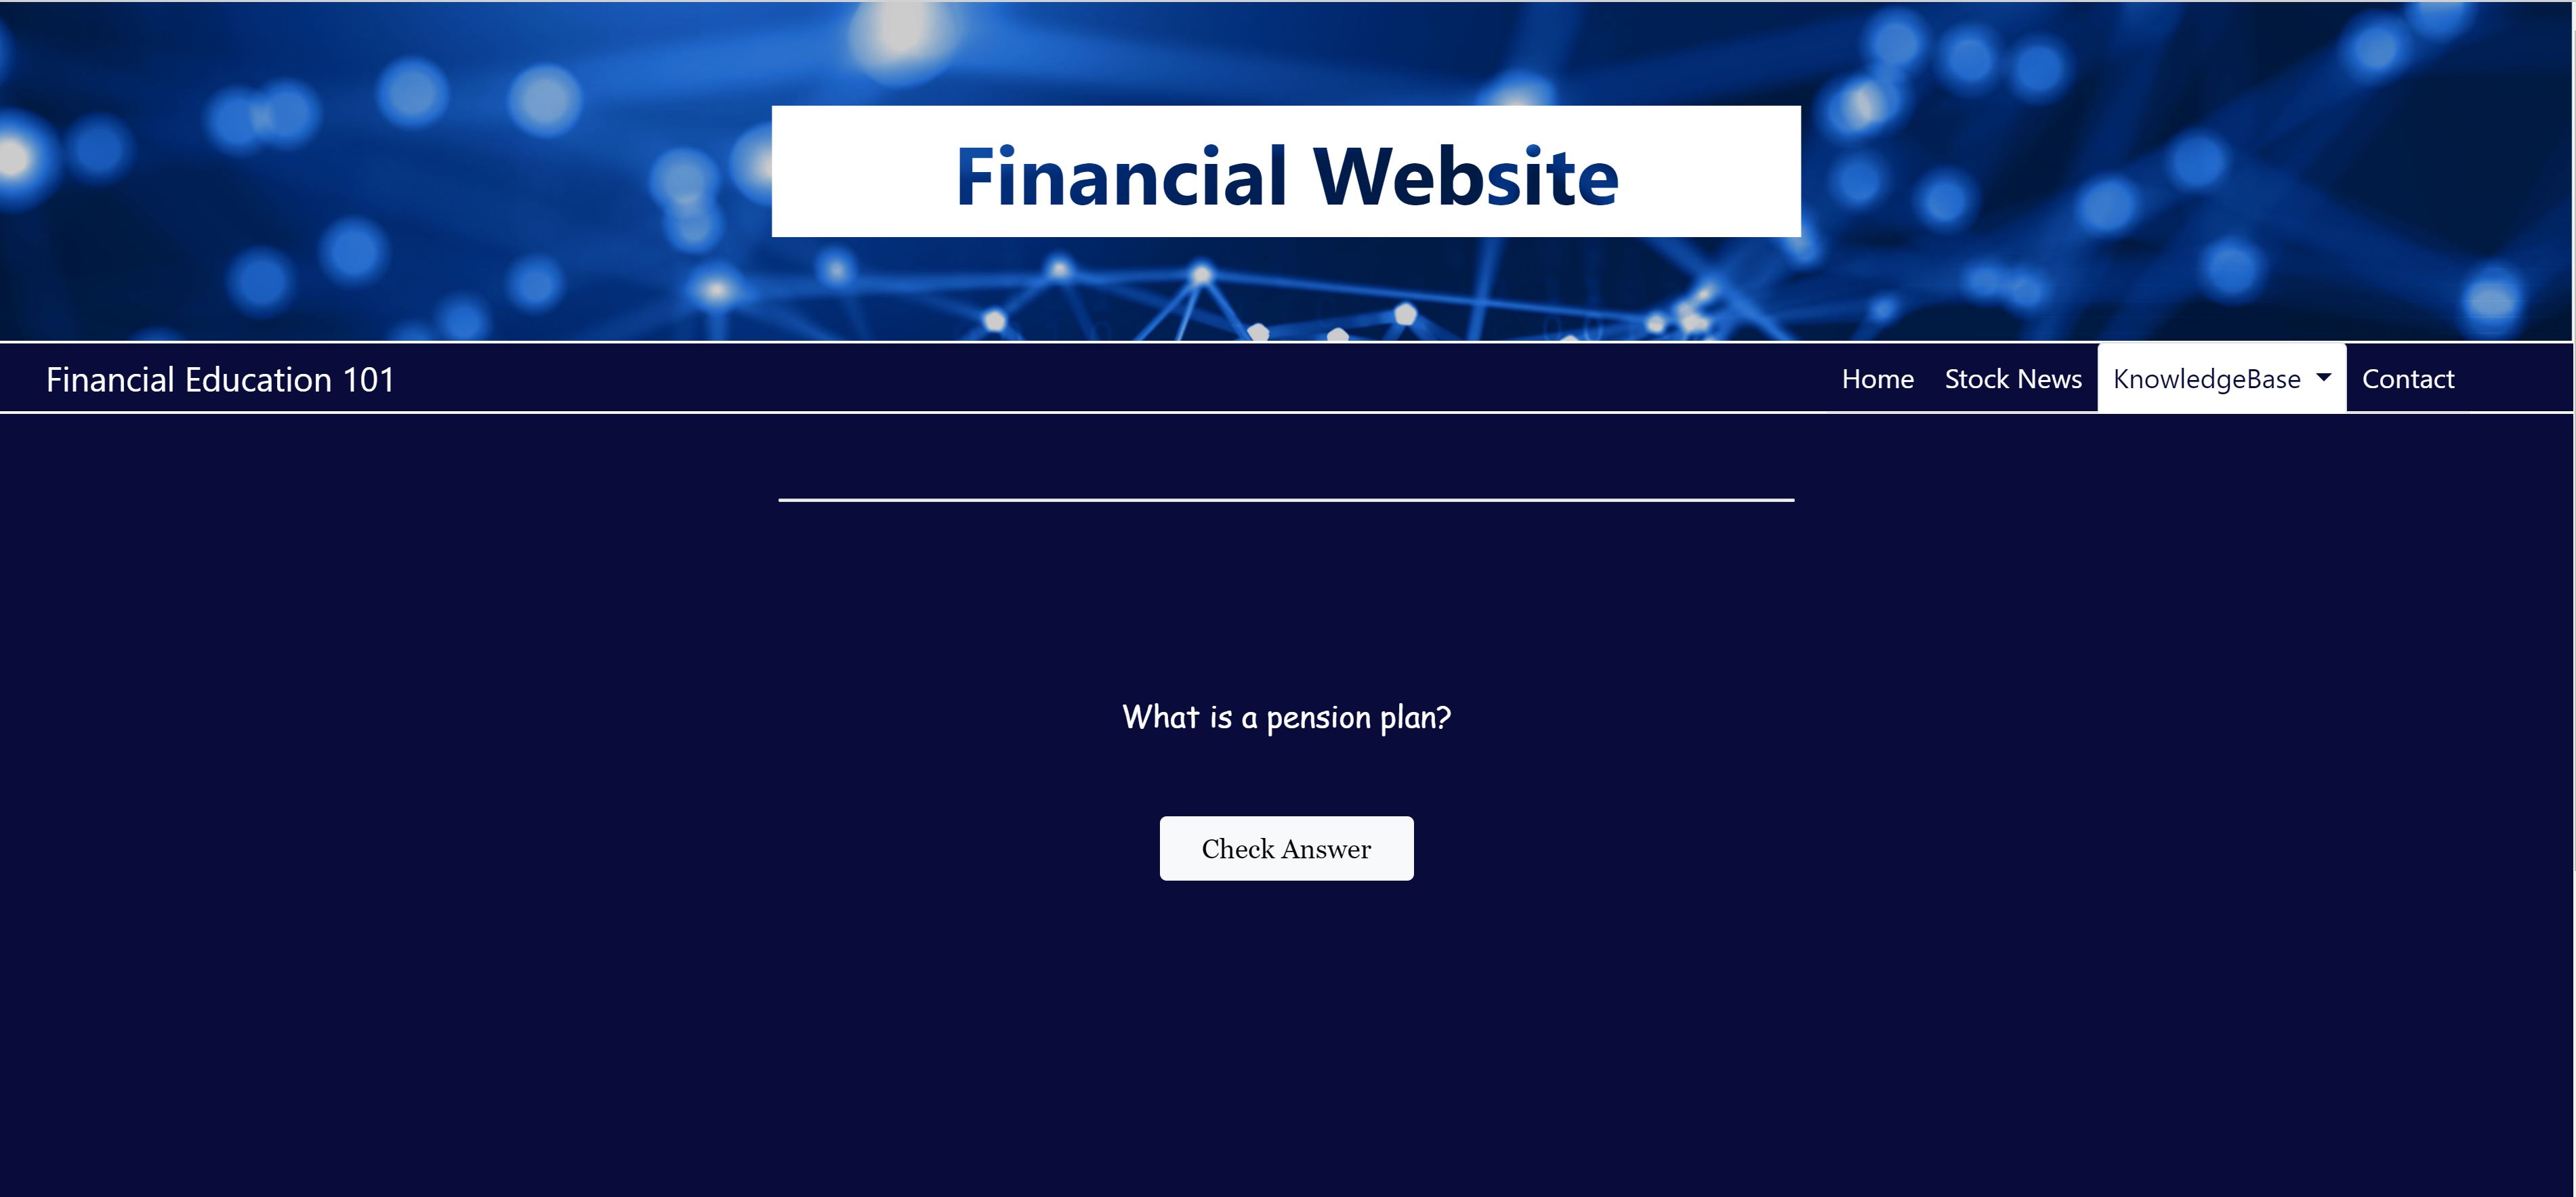 Financial Website
Financial Education 101
Home Stock News KnowledgeBase Contact
What is a pension plan?
Check Answer